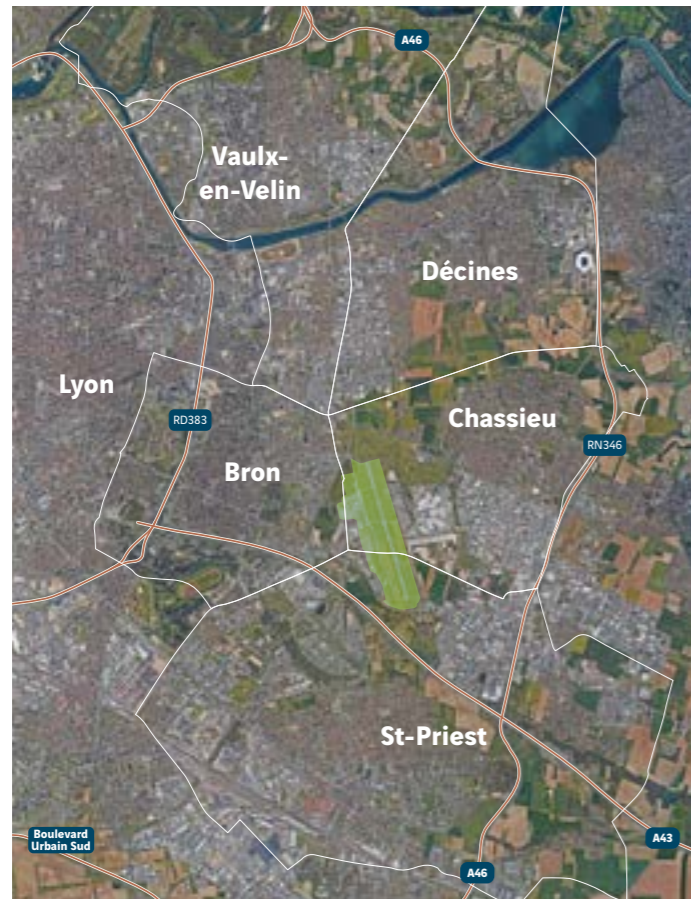 A46
Vaulx-
en-Velin
Décines
Lyon
Chassieu
RD383
RN346
Bron
St-Priest
Boulevard
Urbain Sud
A43
A46